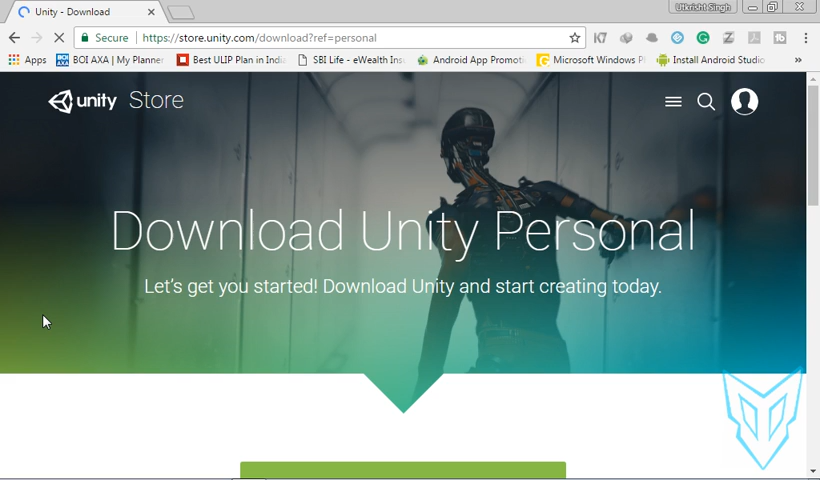 Unity - Download
Utkrisht Singh
Secure
https://store.unity.com/download?ref=personal
Apps
BOI AXA | My Planner
Best ULIP Plan in India
SBI Life - eWealth Ins
Android App Promoti
Microsoft Windows P
Install Android Studio
unity Store
Download Unity Personal
Let's get you started! Download Unity and start creating today.